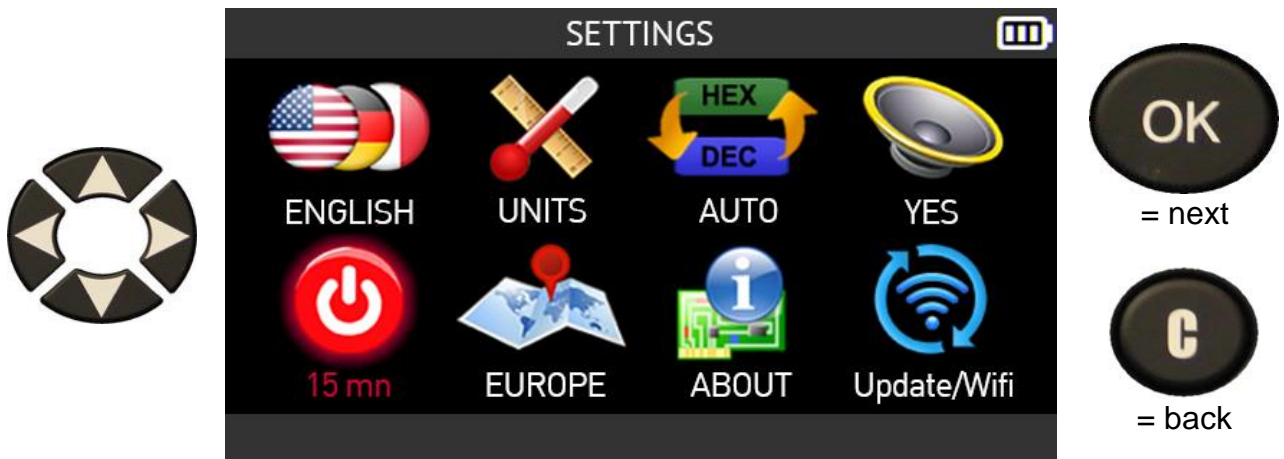 SETTINGS
HEX
DEC
ENGLISH UNITS AUTO YES
15 mn EUROPE ABOUT Update/Wifi
OK
= next
C
= back